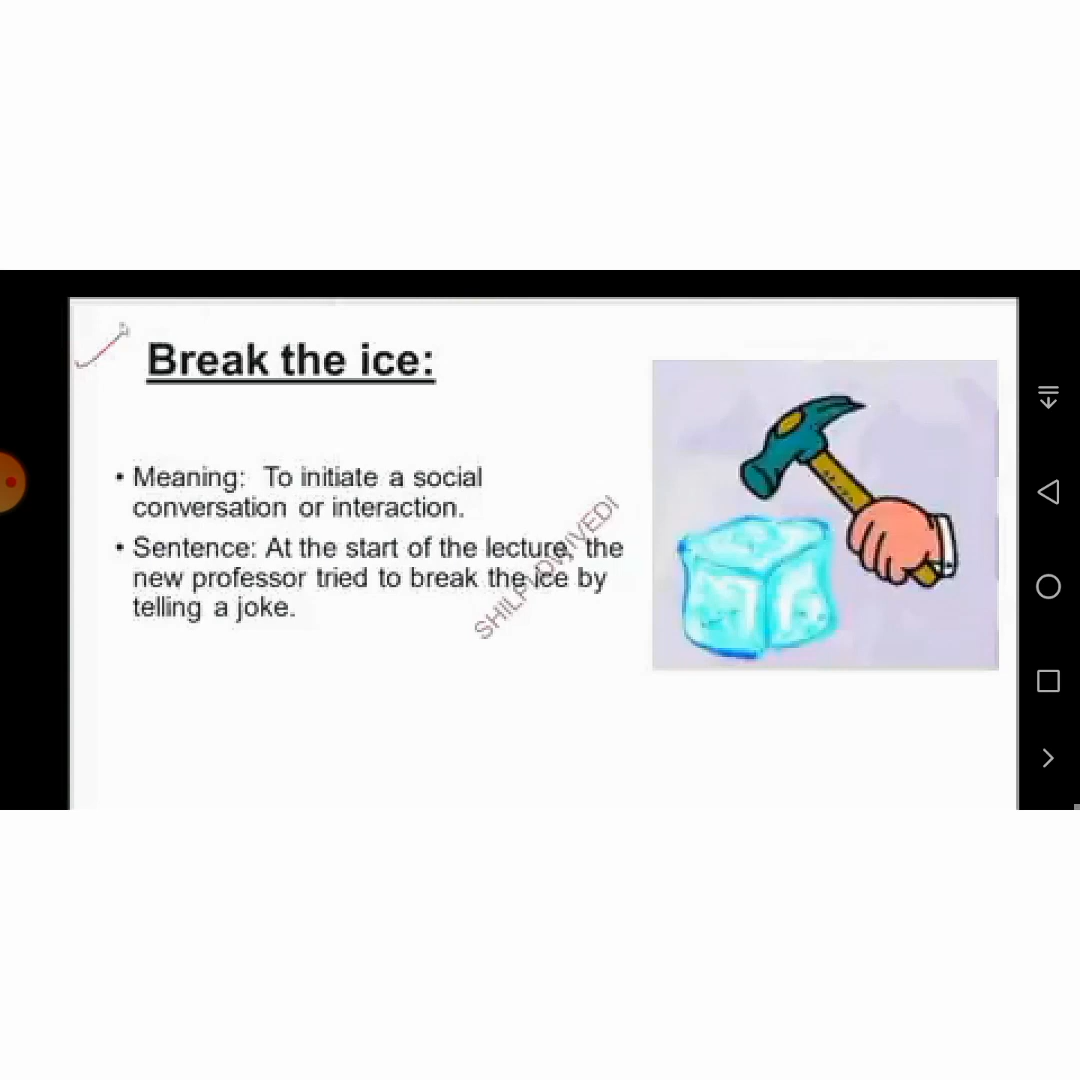 Break the ice:
• Meaning: To initiate a social
conversation or interaction.
• Sentence: At the start of the lecture, the
new professor tried to break the ice by
telling a joke.
SHILPI DWIVEDI